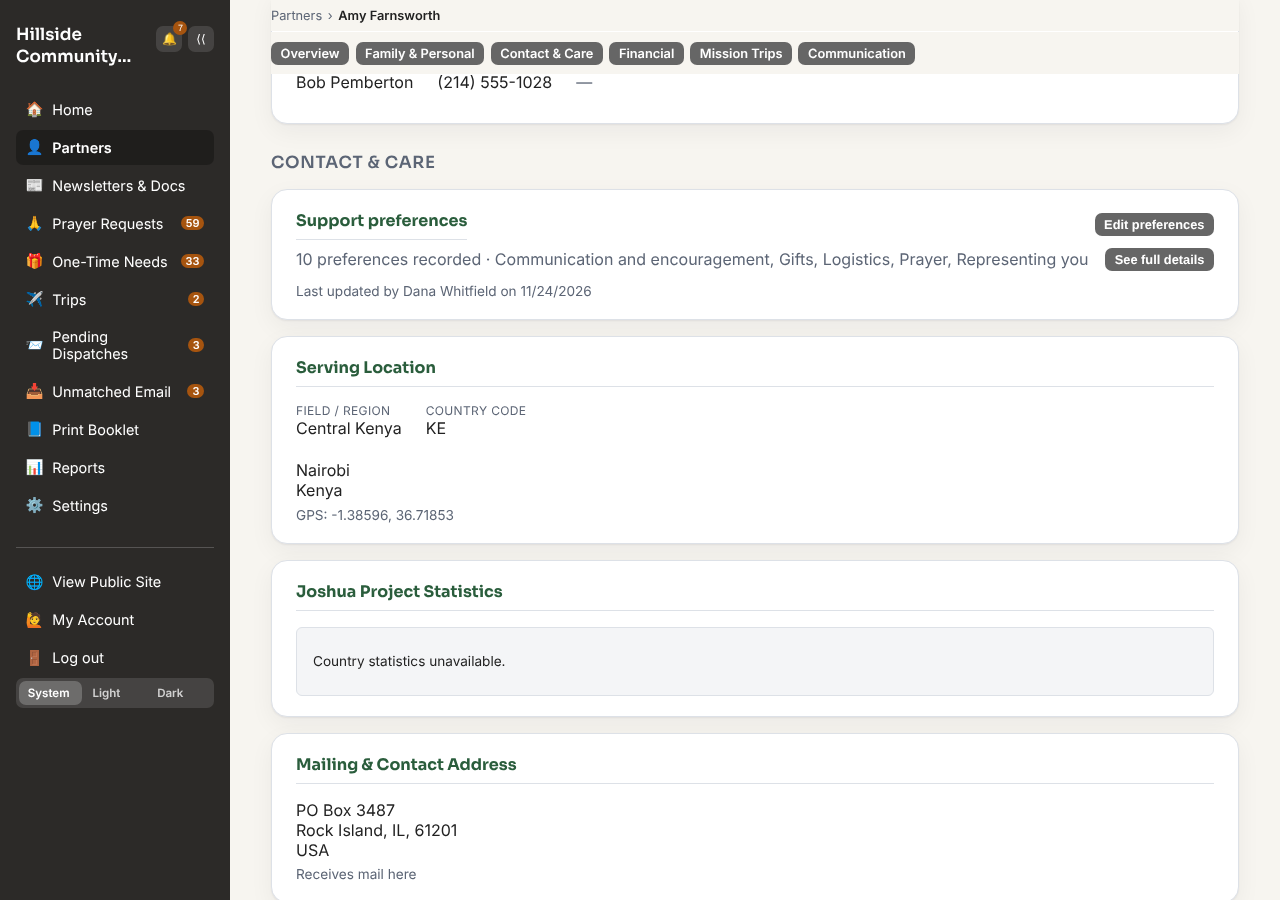 Hillside
Community...
7
⟨⟨
Home
Partners
Newsletters & Docs
Prayer Requests 59
One-Time Needs 33
Trips 2
Pending
Dispatches 3
Unmatched Email 3
Print Booklet
Reports
Settings
View Public Site
My Account
Log out
System Light Dark
Partners › Amy Farnsworth
Overview Family & Personal Contact & Care Financial Mission Trips Communication
Bob Pemberton (214) 555-1028 —
CONTACT & CARE
Support preferences
Edit preferences
10 preferences recorded · Communication and encouragement, Gifts, Logistics, Prayer, Representing you
See full details
Last updated by Dana Whitfield on 11/24/2026
Serving Location
FIELD / REGION COUNTRY CODE
Central Kenya KE
Nairobi
Kenya
GPS: -1.38596, 36.71853
Joshua Project Statistics
Country statistics unavailable.
Mailing & Contact Address
PO Box 3487
Rock Island, IL, 61201
USA
Receives mail here